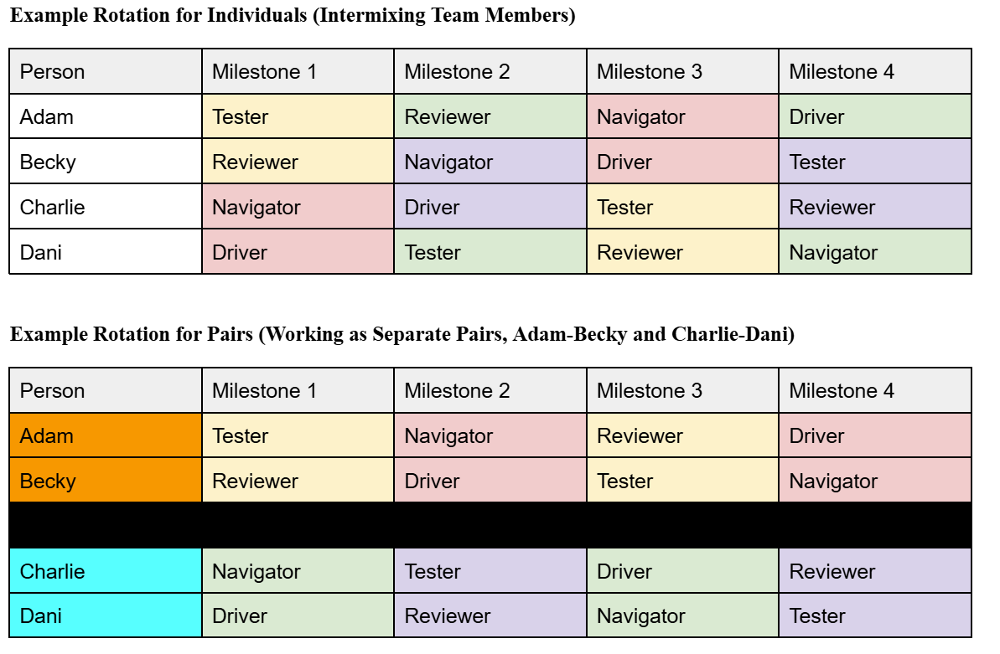 Example Rotation for Individuals (Intermixing Team Members)
Person Milestone 1 Milestone 2 Milestone 3 Milestone 4
Adam Tester Reviewer Navigator Driver
Becky Reviewer Navigator Driver Tester
Charlie Navigator Driver Tester Reviewer
Dani Driver Tester Reviewer Navigator
Example Rotation for Pairs (Working as Separate Pairs, Adam-Becky and Charlie-Dani)
Person Milestone 1 Milestone 2 Milestone 3 Milestone 4
Adam Tester Navigator Reviewer Driver
Becky Reviewer Driver Tester Navigator
Charlie Navigator Tester Driver Reviewer
Dani Driver Reviewer Navigator Tester